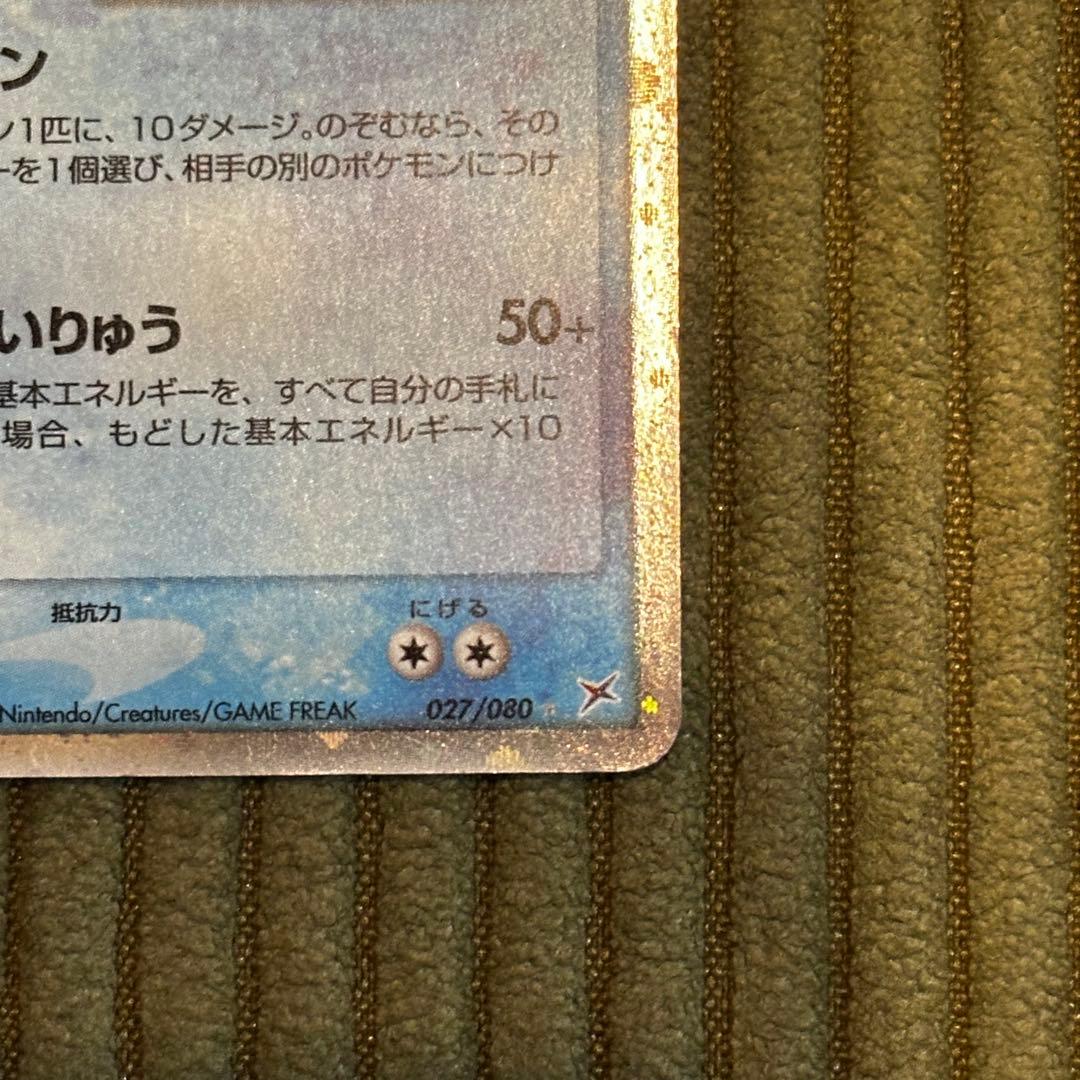 ン
ン1匹に、10ダメージ。のぞむなら、その
ーを1個選び、相手の別のポケモンにつけ
いりゅう 50+
基本エネルギーを、すべて自分の手札に
場合、もどした基本エネルギー×10
抵抗力 にげる
Nintendo/Creatures/GAME FREAK 027/080